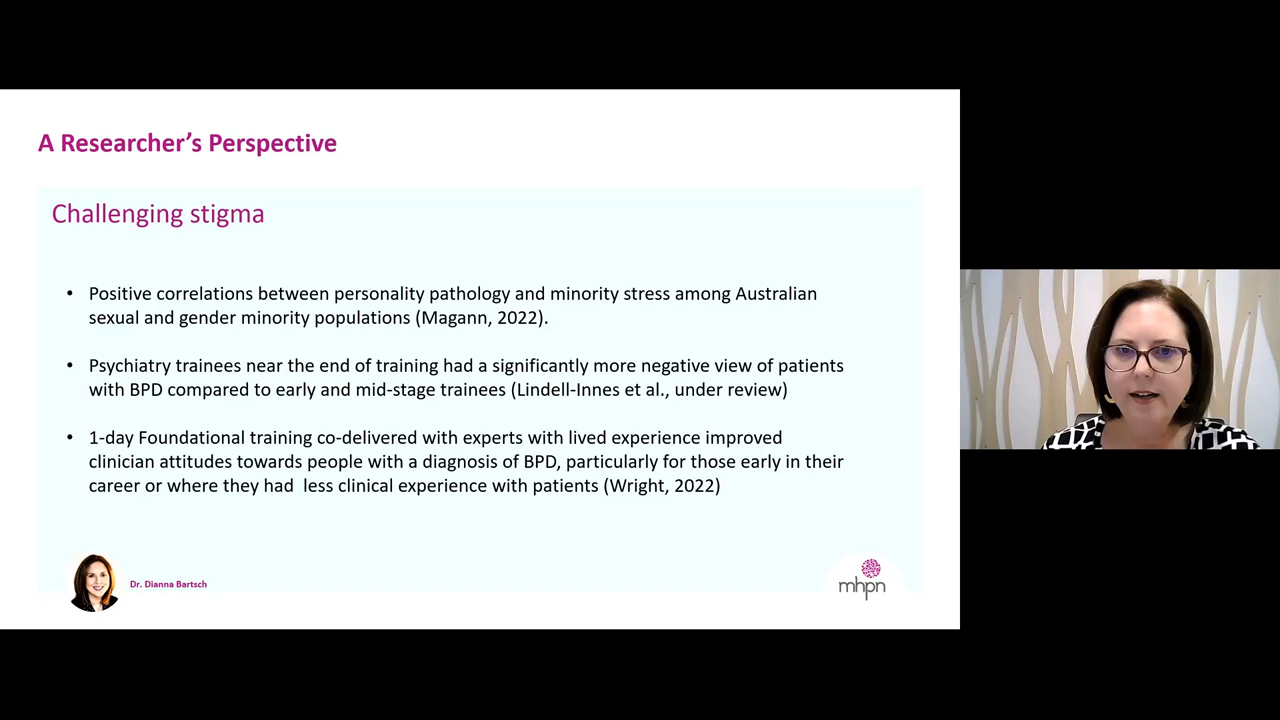 A Researcher’s Perspective
Challenging stigma
• Positive correlations between personality pathology and minority stress among Australian
sexual and gender minority populations (Magann, 2022).
• Psychiatry trainees near the end of training had a significantly more negative view of patients
with BPD compared to early and mid-stage trainees (Lindell-Innes et al., under review)
• 1-day Foundational training co-delivered with experts with lived experience improved
clinician attitudes towards people with a diagnosis of BPD, particularly for those early in their
career or where they had  less clinical experience with patients (Wright, 2022)
Dr. Dianna Bartsch
mhpn